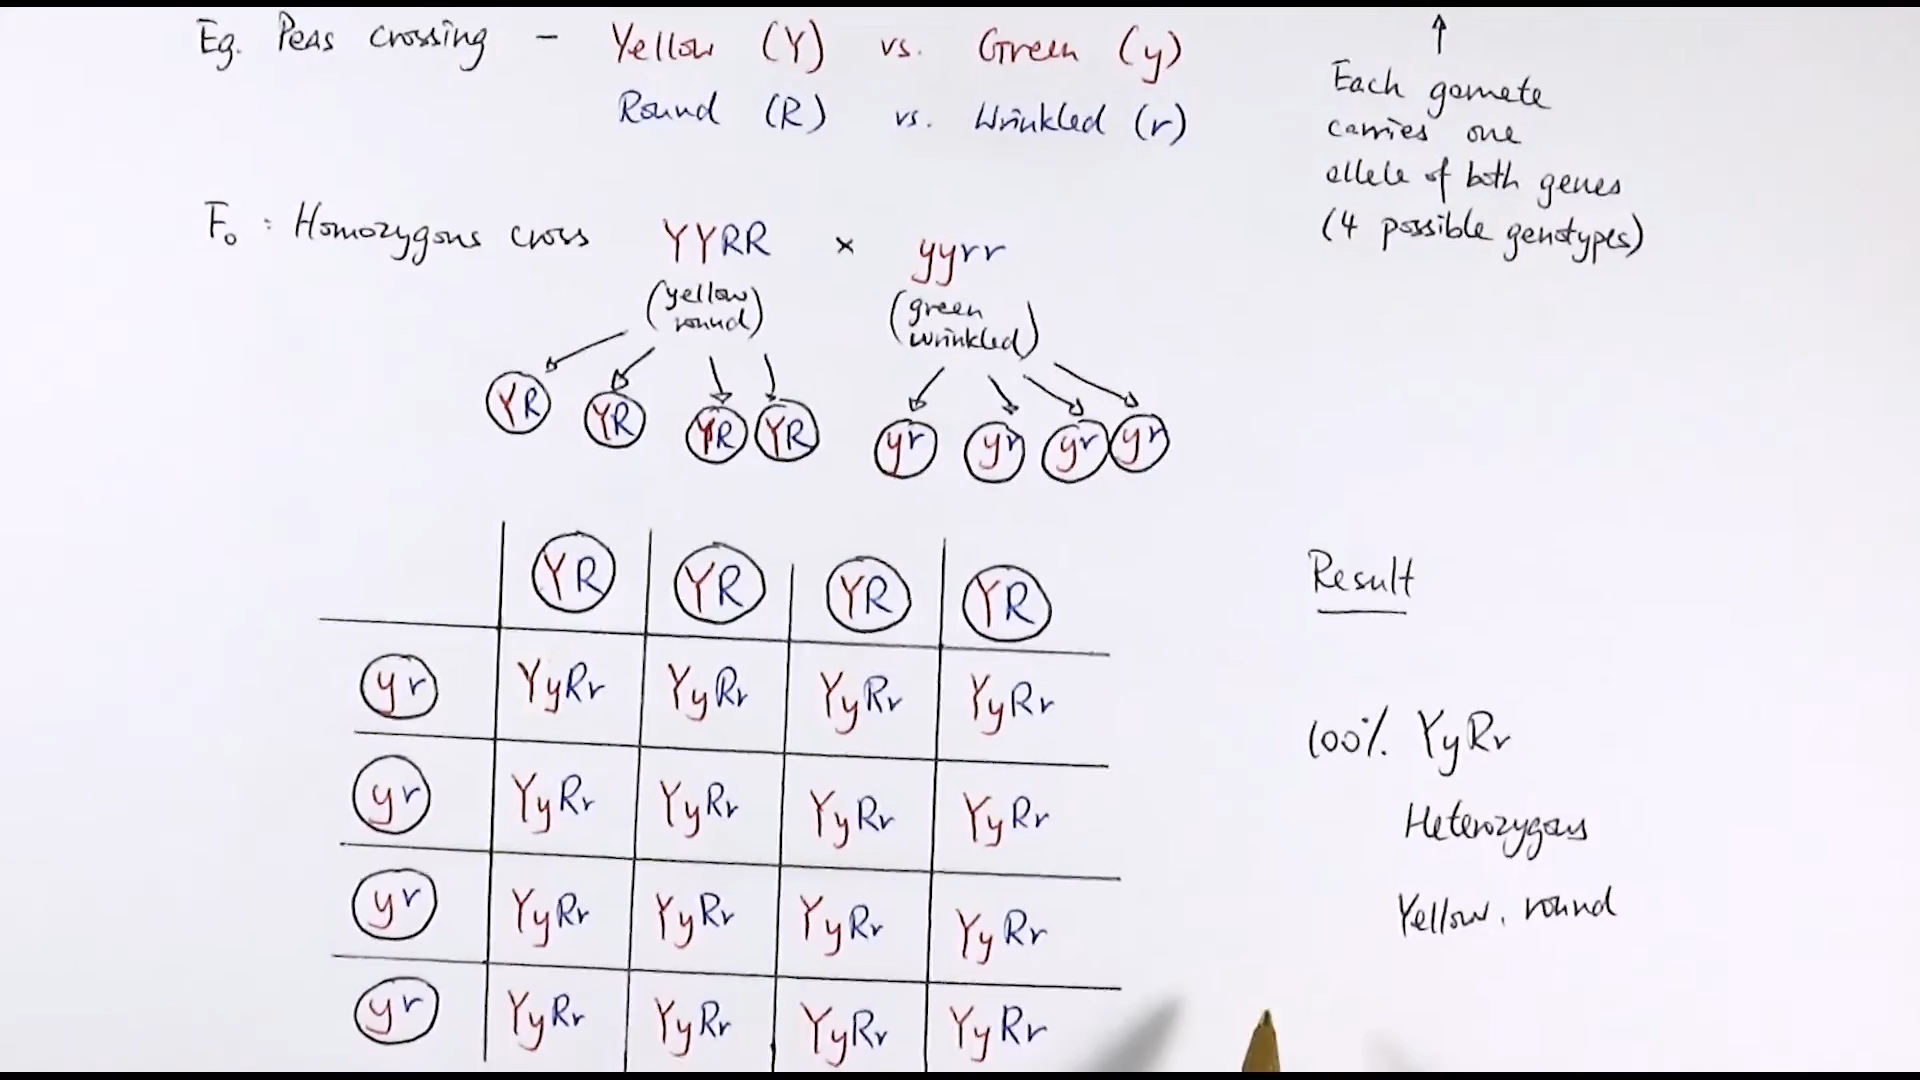 Eg. Peas crossing - Yellow (Y) vs. Green (y)
Round (R) vs. Wrinkled (r)
↑
Each gamete
carries one
allele of both genes
(4 possible genotypes)
F₀ : Homozygous cross YYRR × yyrr
(yellow round) (green wrinkled)
YR YR YR YR yr yr yr yr
YR YR YR YR
yr YyRr YyRr YyRr YyRr
yr YyRr YyRr YyRr YyRr
yr YyRr YyRr YyRr YyRr
yr YyRr YyRr YyRr YyRr
Result
100% YyRr
Heterozygous
Yellow, round